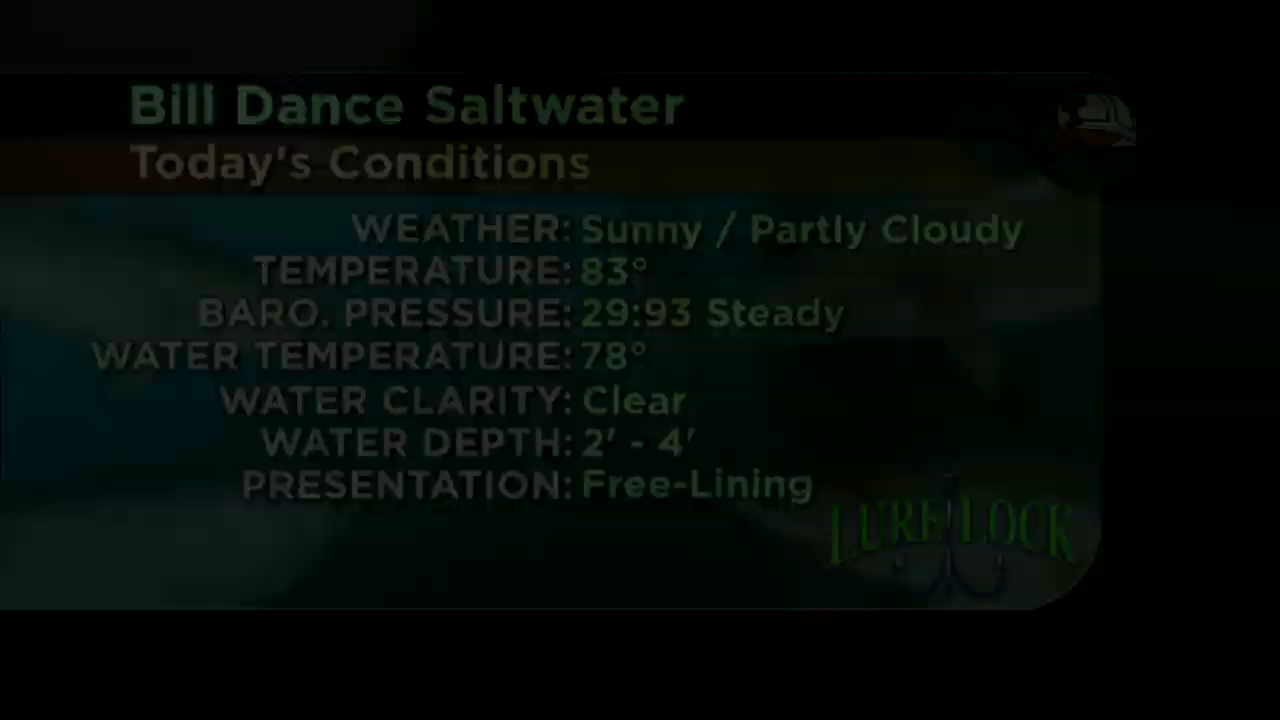 Bill Dance Saltwater
Today's Conditions
WEATHER: Sunny / Partly Cloudy
TEMPERATURE: 83°
BARO. PRESSURE: 29:93 Steady
WATER TEMPERATURE: 78°
WATER CLARITY: Clear
WATER DEPTH: 2' - 4'
PRESENTATION: Free-Lining
LURE LOCK